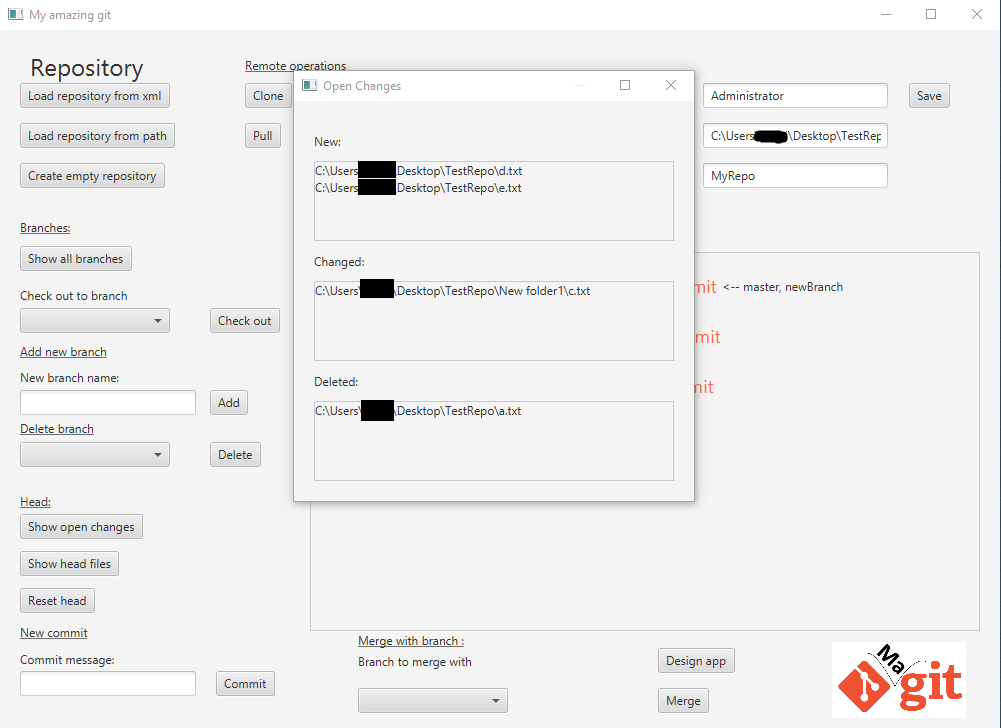 My amazing git
Repository
Load repository from xml
Load repository from path
Create empty repository
Remote operations
Clone
Pull
Administrator
Save
C:\Users\Desktop\TestRep
MyRepo
Branches:
Show all branches
Check out to branch
Check out
Add new branch
New branch name:
Add
Delete branch
Delete
Head:
Show open changes
Show head files
Reset head
New commit
Commit message:
Commit
Open Changes
New:
C:\Users Desktop\TestRepo\d.txt
C:\Users Desktop\TestRepo\e.txt
Changed:
C:\Users\ \Desktop\TestRepo\New folder1\c.txt
Deleted:
C:\Users\ \Desktop\TestRepo\a.txt
mit <-- master, newBranch
mit
mit
Merge with branch :
Branch to merge with
Design app
Merge
Ma
git